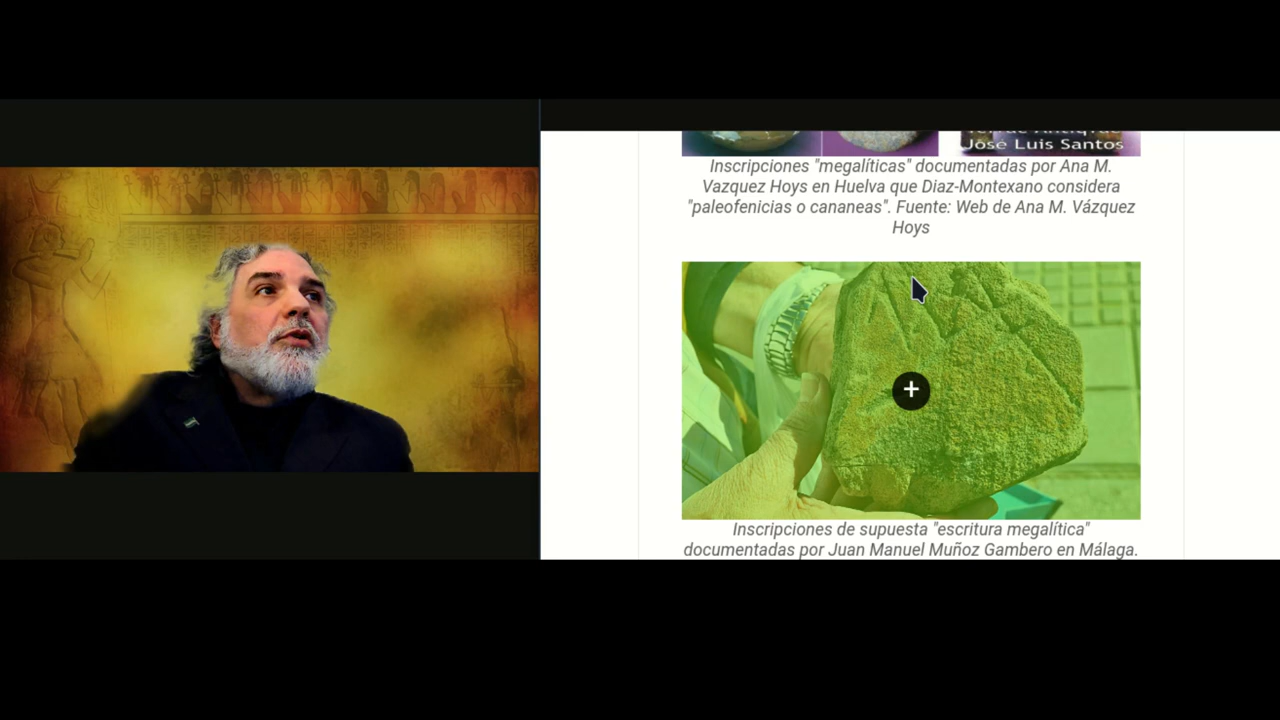 José Luis Santos
Inscripciones "megalíticas" documentadas por Ana M.
Vazquez Hoys en Huelva que Diaz-Montexano considera
"paleofenicias o cananeas". Fuente: Web de Ana M. Vázquez
Hoys
Inscripciones de supuesta "escritura megalítica"
documentadas por Juan Manuel Muñoz Gambero en Málaga.